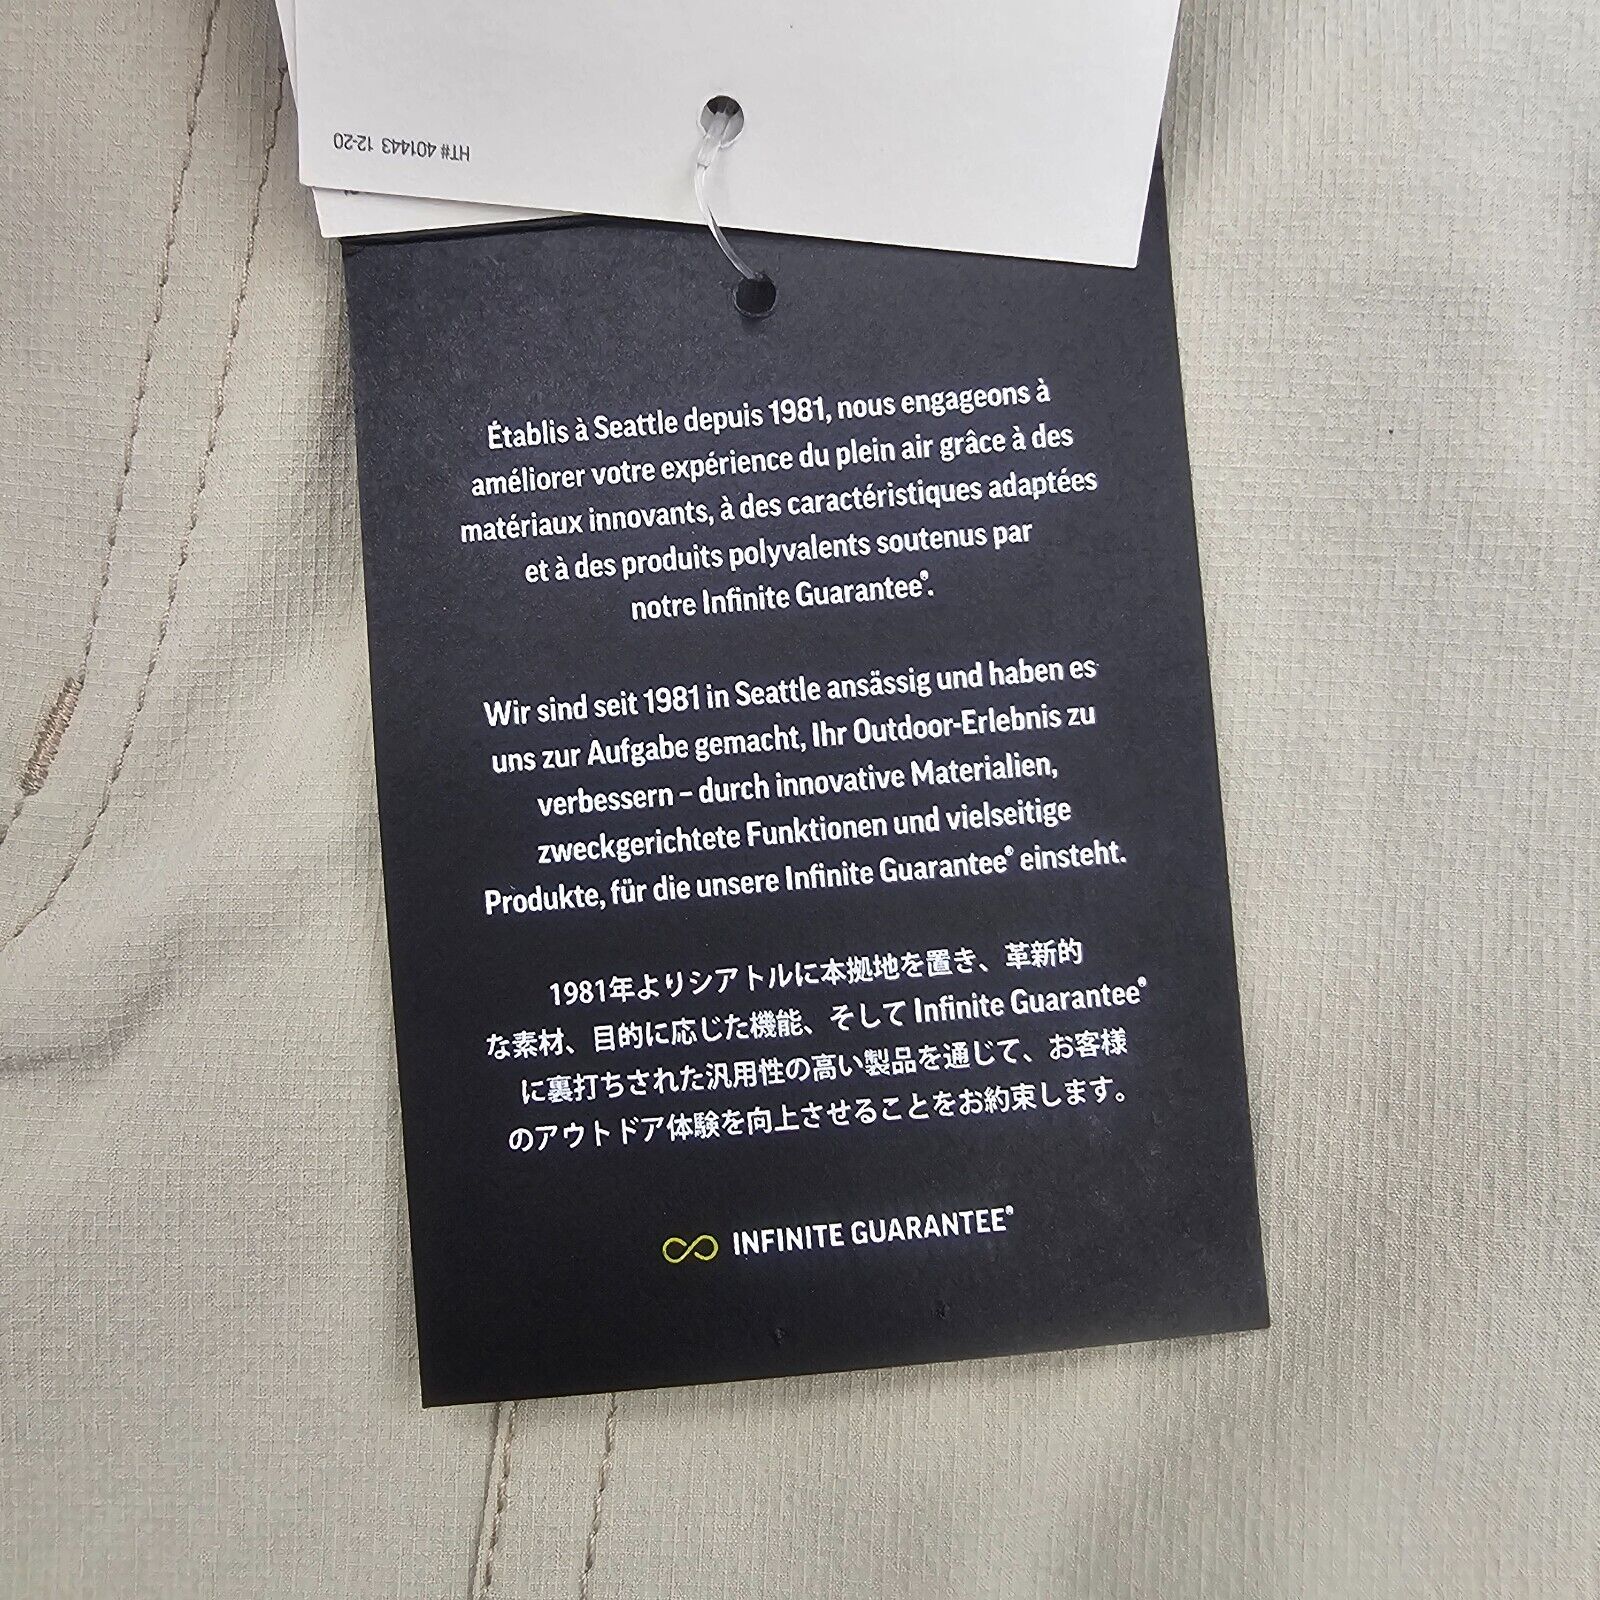 HT# 401443 12-20
Établis à Seattle depuis 1981, nous engageons à
améliorer votre expérience du plein air grâce à des
matériaux innovants, à des caractéristiques adaptées
et à des produits polyvalents soutenus par
notre Infinite Guarantee®.
Wir sind seit 1981 in Seattle ansässig und haben es
uns zur Aufgabe gemacht, Ihr Outdoor-Erlebnis zu
verbessern – durch innovative Materialien,
zweckgerichtete Funktionen und vielseitige
Produkte, für die unsere Infinite Guarantee® einsteht.
1981年よりシアトルに本拠地を置き、革新的
な素材、目的に応じた機能、そして Infinite Guarantee®
に裏打ちされた汎用性の高い製品を通じて、お客様
のアウトドア体験を向上させることをお約束します。
INFINITE GUARANTEE®